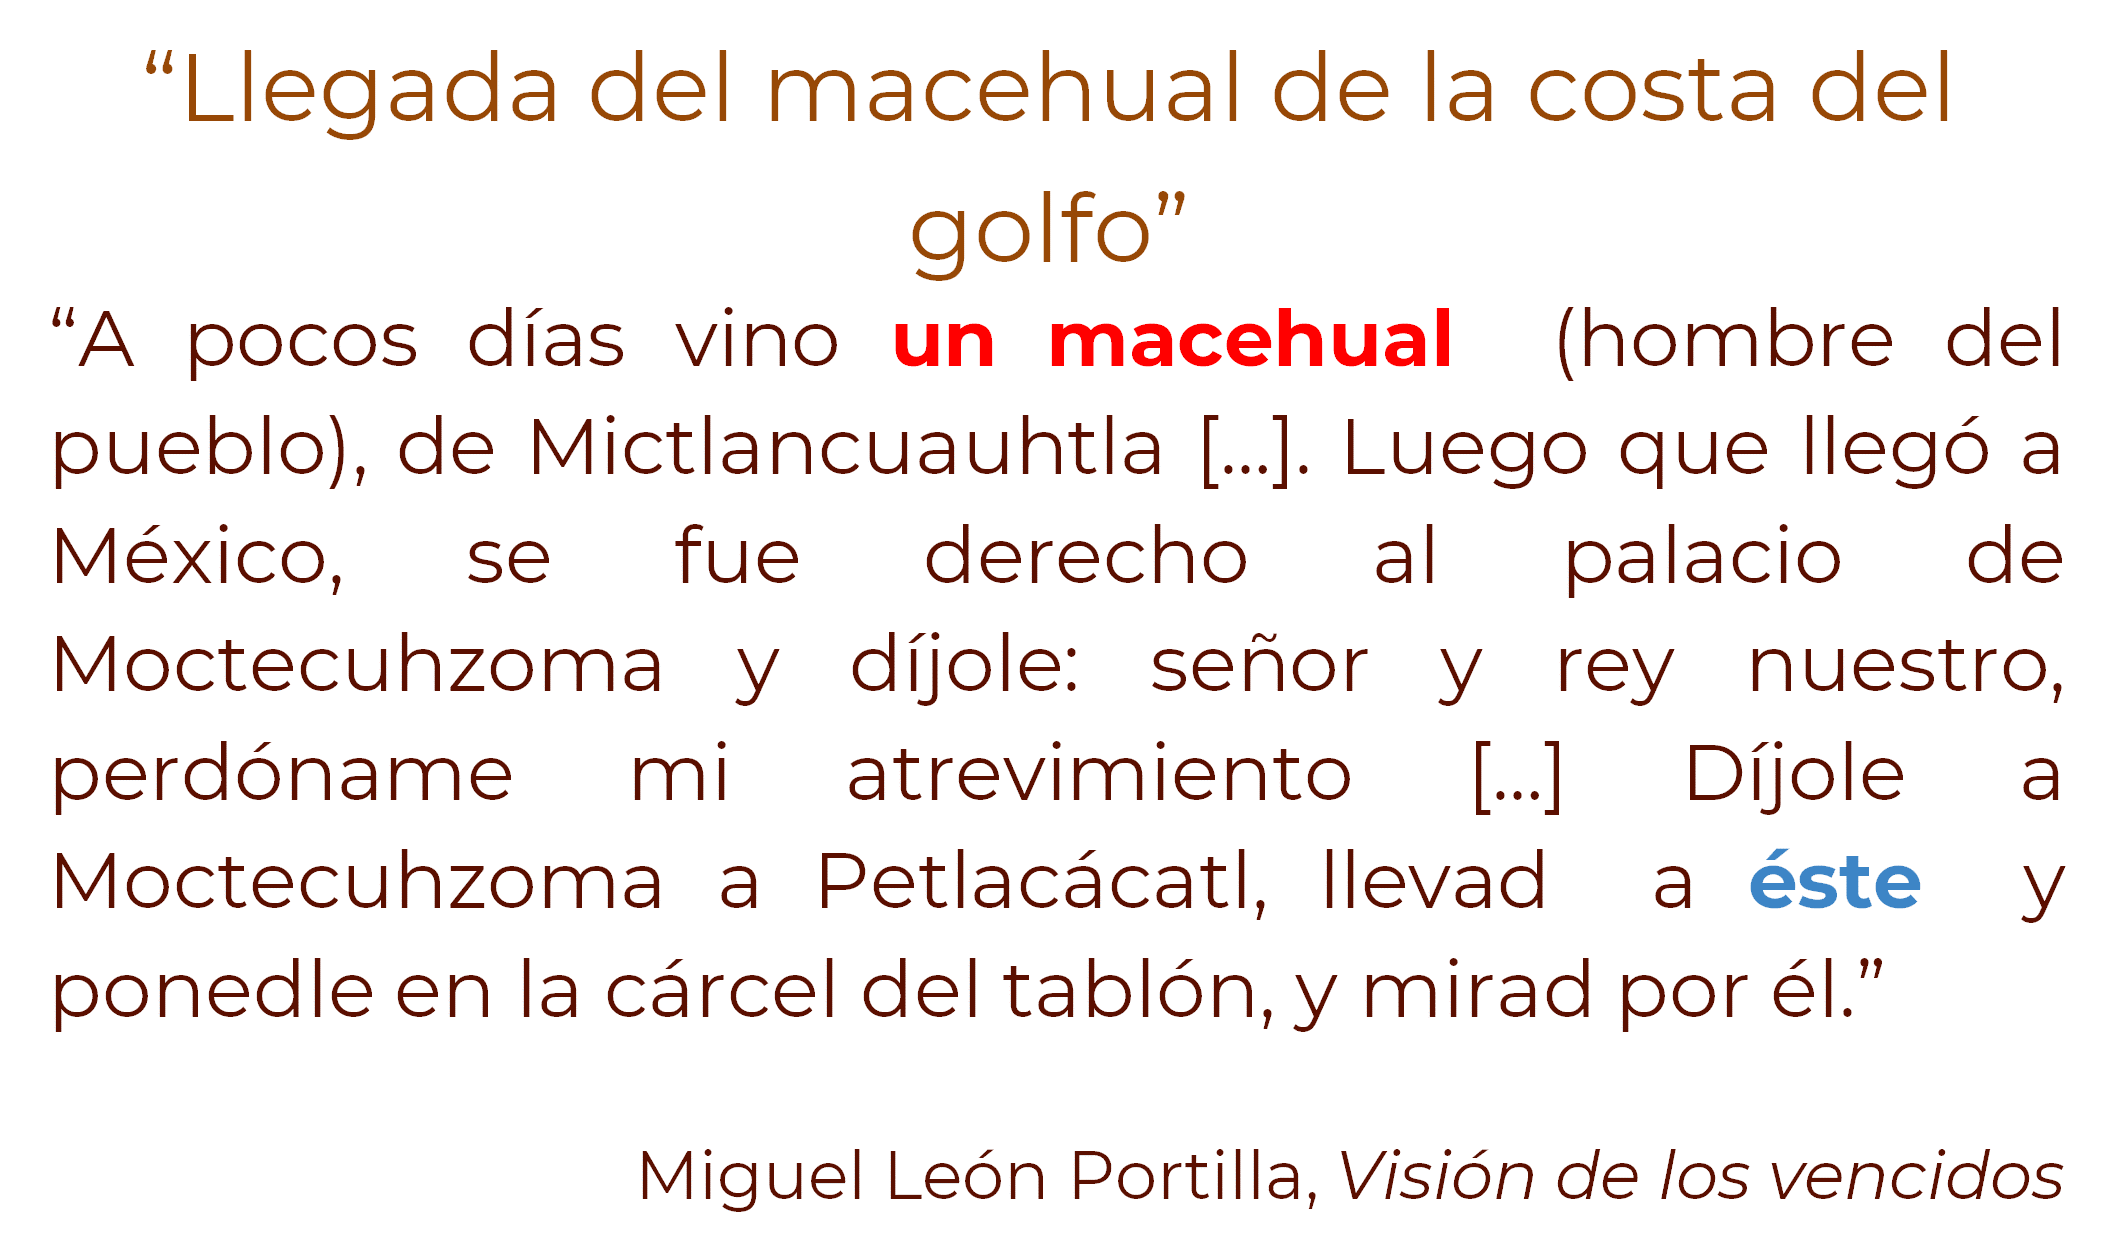 “Llegada del macehual de la costa del
golfo”
“A pocos días vino un macehual (hombre del
pueblo), de Mictlancuauhtla [...]. Luego que llegó a
México, se fue derecho al palacio de
Moctecuhzoma y díjole: señor y rey nuestro,
perdóname mi atrevimiento [...] Díjole a
Moctecuhzoma a Petlacácatl, llevad a éste y
ponedle en la cárcel del tablón, y mirad por él.”
Miguel León Portilla, Visión de los vencidos